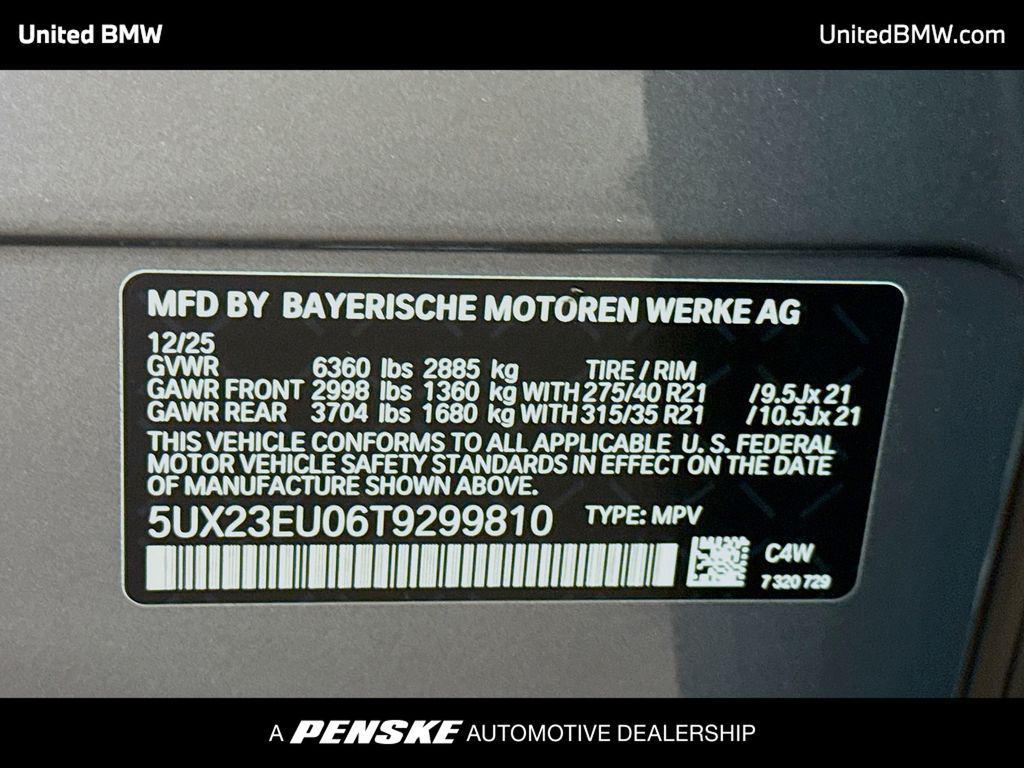 United BMW
UnitedBMW.com
MFD BY BAYERISCHE MOTOREN WERKE AG
12/25
GVWR 6360 lbs 2885 kg TIRE / RIM
GAWR FRONT 2998 lbs 1360 kg WITH 275/40 R21 /9.5Jx21
GAWR REAR 3704 lbs 1680 kg WITH 315/35 R21 /10.5Jx21
THIS VEHICLE CONFORMS TO ALL APPLICABLE U. S. FEDERAL
MOTOR VEHICLE SAFETY STANDARDS IN EFFECT ON THE DATE
OF MANUFACTURE SHOWN ABOVE.
5UX23EU06T9299810 TYPE: MPV
C4W
7 320 729
A PENSKE AUTOMOTIVE DEALERSHIP